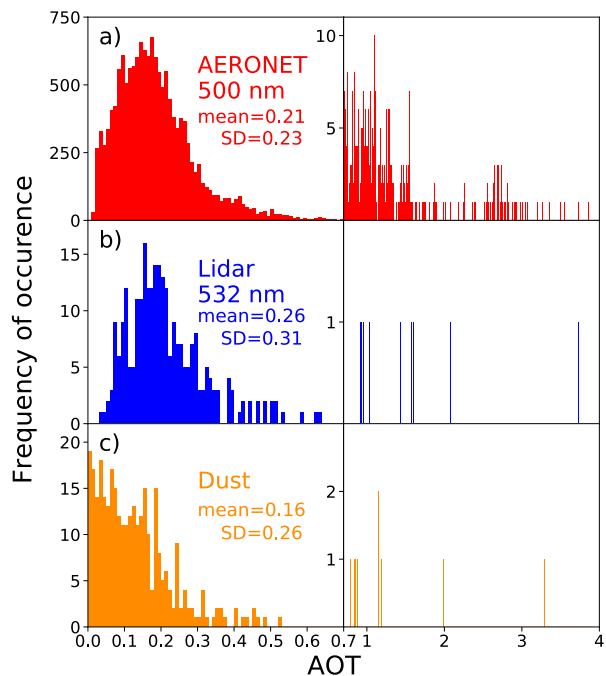 a)
AERONET
500 nm
mean=0.21
SD=0.23
750
500
250
0
10
5
b)
Lidar
532 nm
mean=0.26
SD=0.31
15
10
5
0
1
c)
Dust
mean=0.16
SD=0.26
20
15
10
5
0
2
1
0.0 0.1 0.2 0.3 0.4 0.5 0.6 0.7 1 2 3 4
AOT
Frequency of occurence